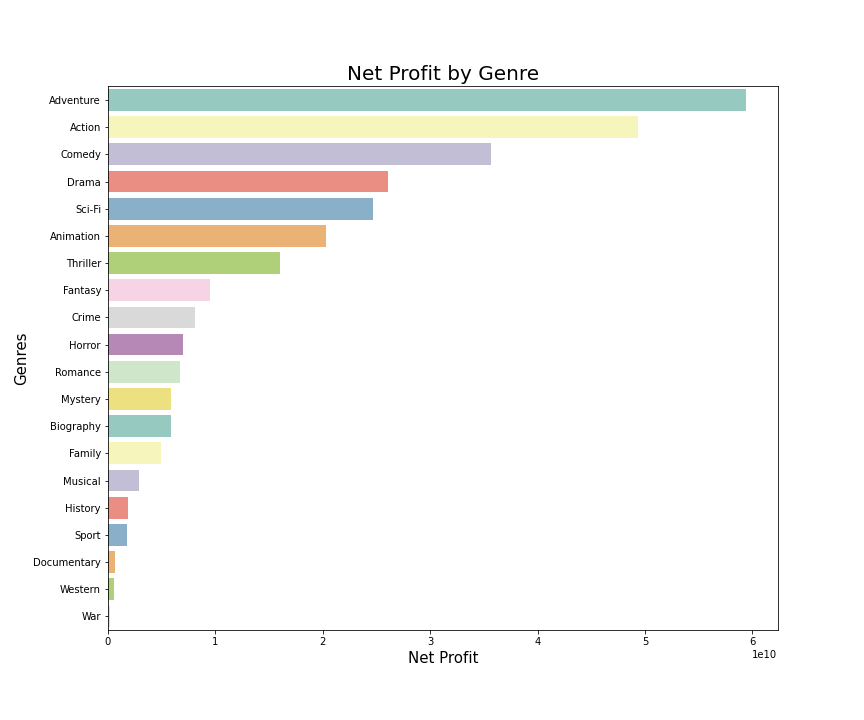 Net Profit by Genre
Genres
Adventure
Action
Comedy
Drama
Sci-Fi
Animation
Thriller
Fantasy
Crime
Horror
Romance
Mystery
Biography
Family
Musical
History
Sport
Documentary
Western
War
0 1 2 3 4 5 6
1e10
Net Profit